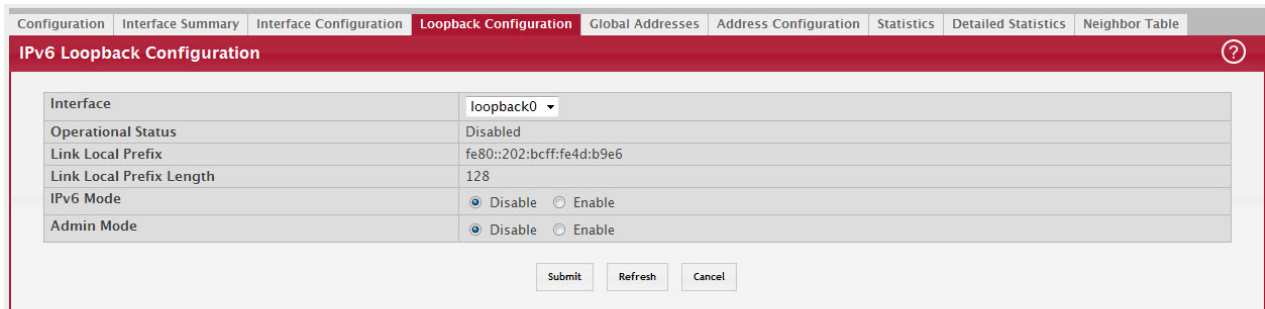 Configuration Interface Summary Interface Configuration Loopback Configuration Global Addresses Address Configuration Statistics Detailed Statistics Neighbor Table
IPv6 Loopback Configuration ?
Interface loopback0
Operational Status Disabled
Link Local Prefix fe80::202:bcff:fe4d:b9e6
Link Local Prefix Length 128
IPv6 Mode Disable Enable
Admin Mode Disable Enable
Submit Refresh Cancel